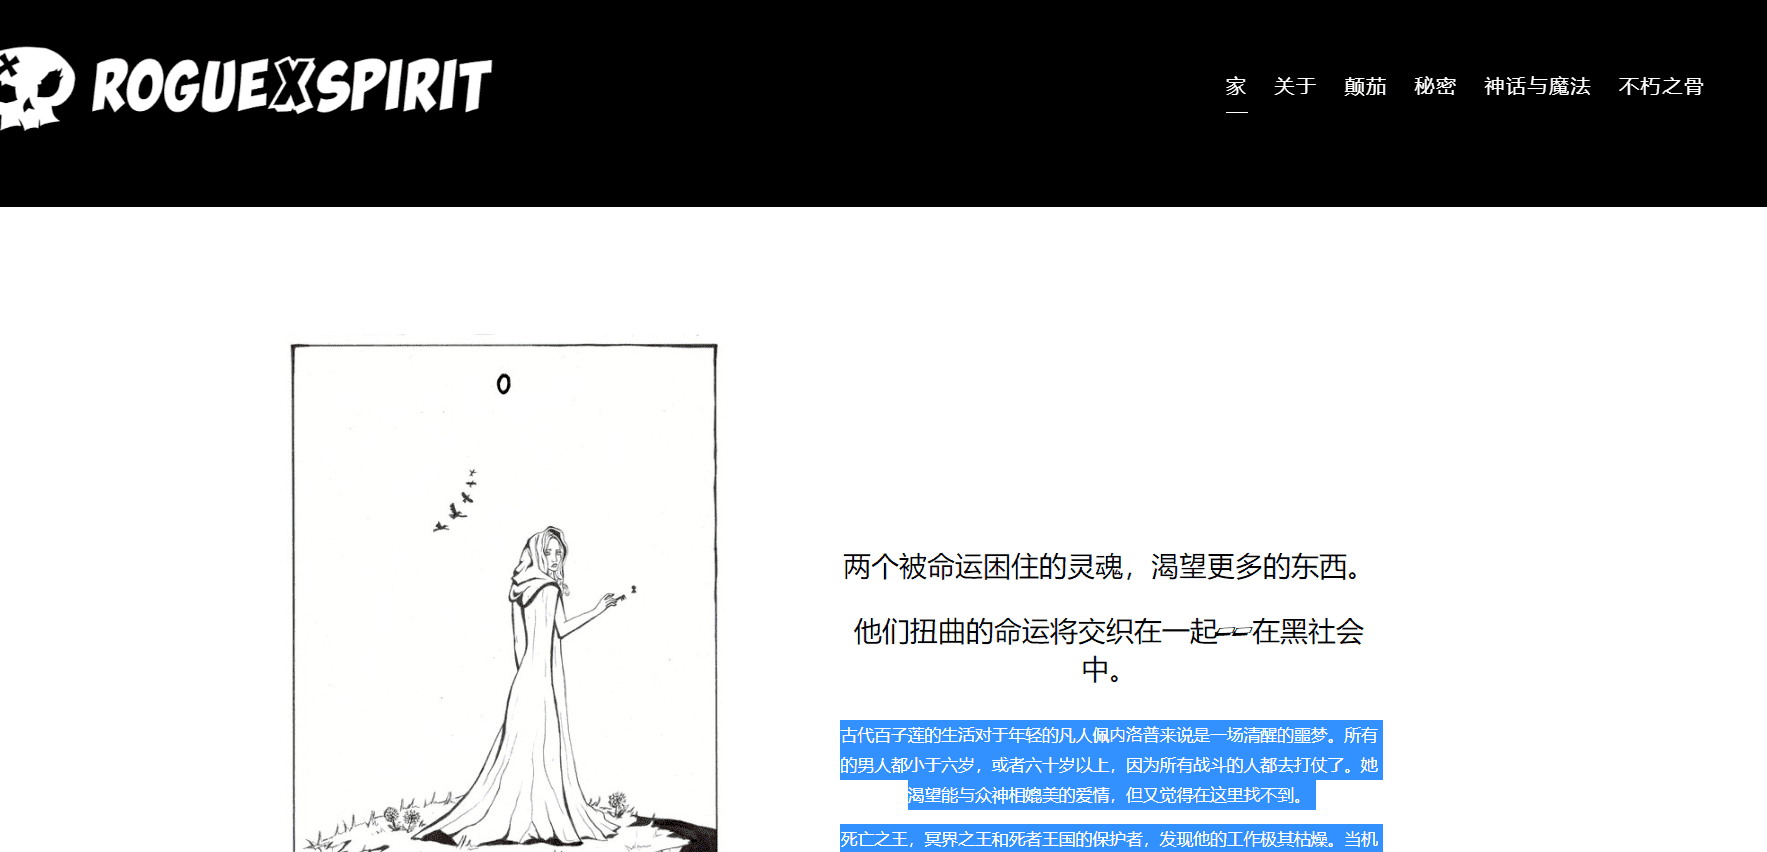 ROGUEXSPIRIT
家 关于 颠茄 秘密 神话与魔法 不朽之骨
0
两个被命运困住的灵魂，渴望更多的东西。
他们扭曲的命运将交织在一起——在黑社会
中。
古代百子莲的生活对于年轻的凡人佩内洛普来说是一场清醒的噩梦。所有
的男人都小于六岁，或者六十岁以上，因为所有战斗的人都去打仗了。她
渴望能与众神相媲美的爱情，但又觉得在这里找不到。
死亡之王，冥界之王和死者王国的保护者，发现他的工作极其枯燥。当机